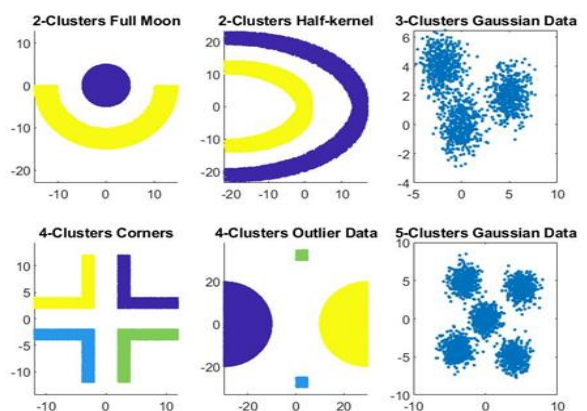 2-Clusters Full Moon
10
0
-10
-20
-10 0 10
2-Clusters Half-kernel
20
10
0
-10
-20
-20 -10 0 10
3-Clusters Gaussian Data
6
4
2
0
-2
-4
-5 0 5 10
4-Clusters Corners
10
5
0
-5
-10
-10 0 10
4-Clusters Outlier Data
20
0
-20
-20 0 20
5-Clusters Gaussian Data
10
5
0
-5
-10
-10 0 10